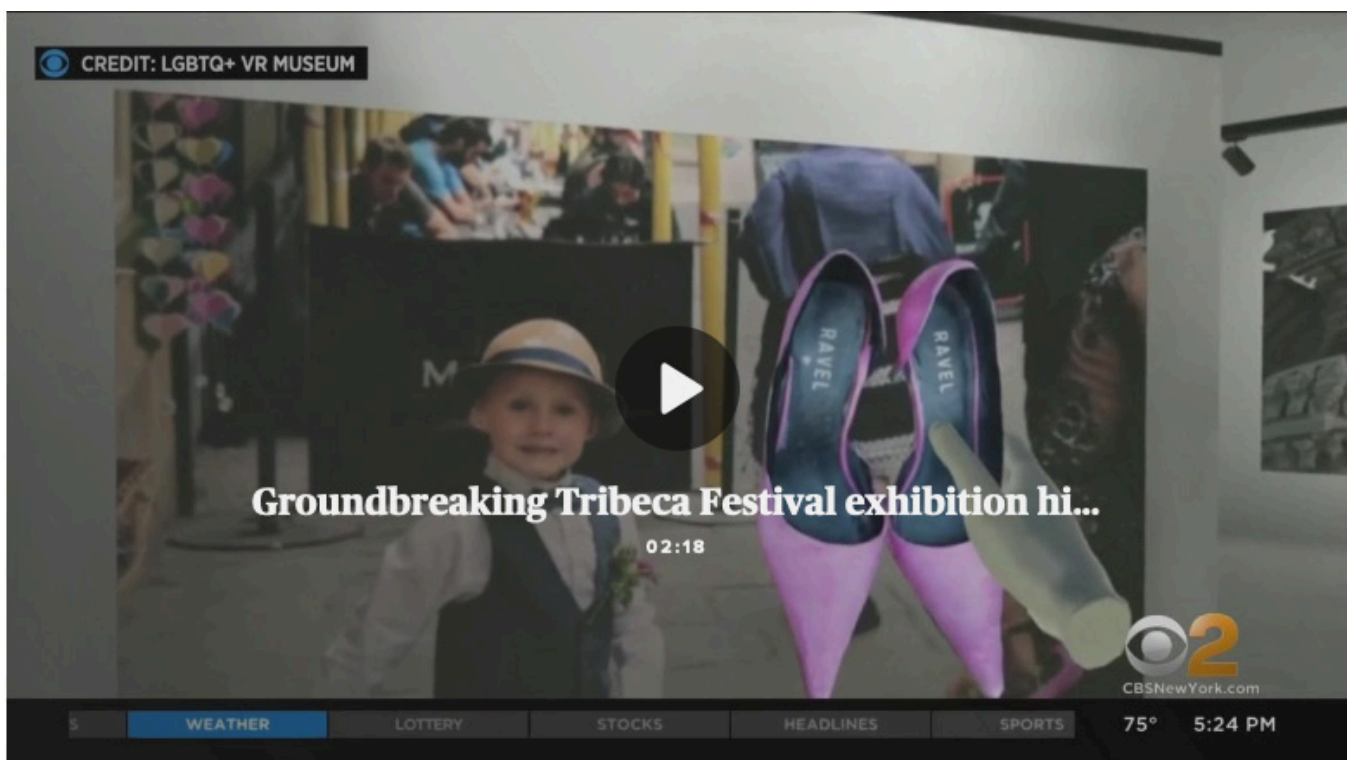 CREDIT: LGBTQ+ VR MUSEUM
M
RAVEL
RAVEL
Groundbreaking Tribeca Festival exhibition hi...
02:18
2
CBSNewYork.com
S WEATHER LOTTERY STOCKS HEADLINES SPORTS 75° 5:24 PM